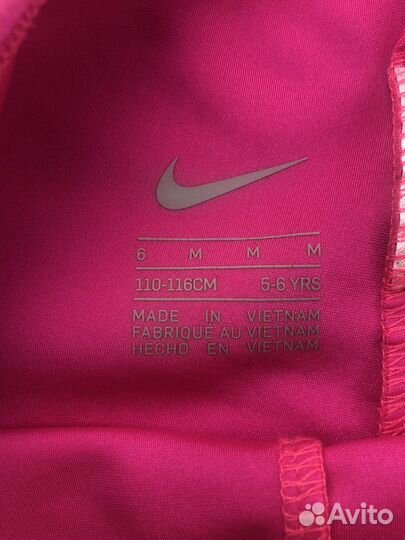 6 M M M
110-116CM 5-6 YRS
MADE IN VIETNAM
FABRIQUÉ AU VIETNAM
HECHO EN VIETNAM
Avito